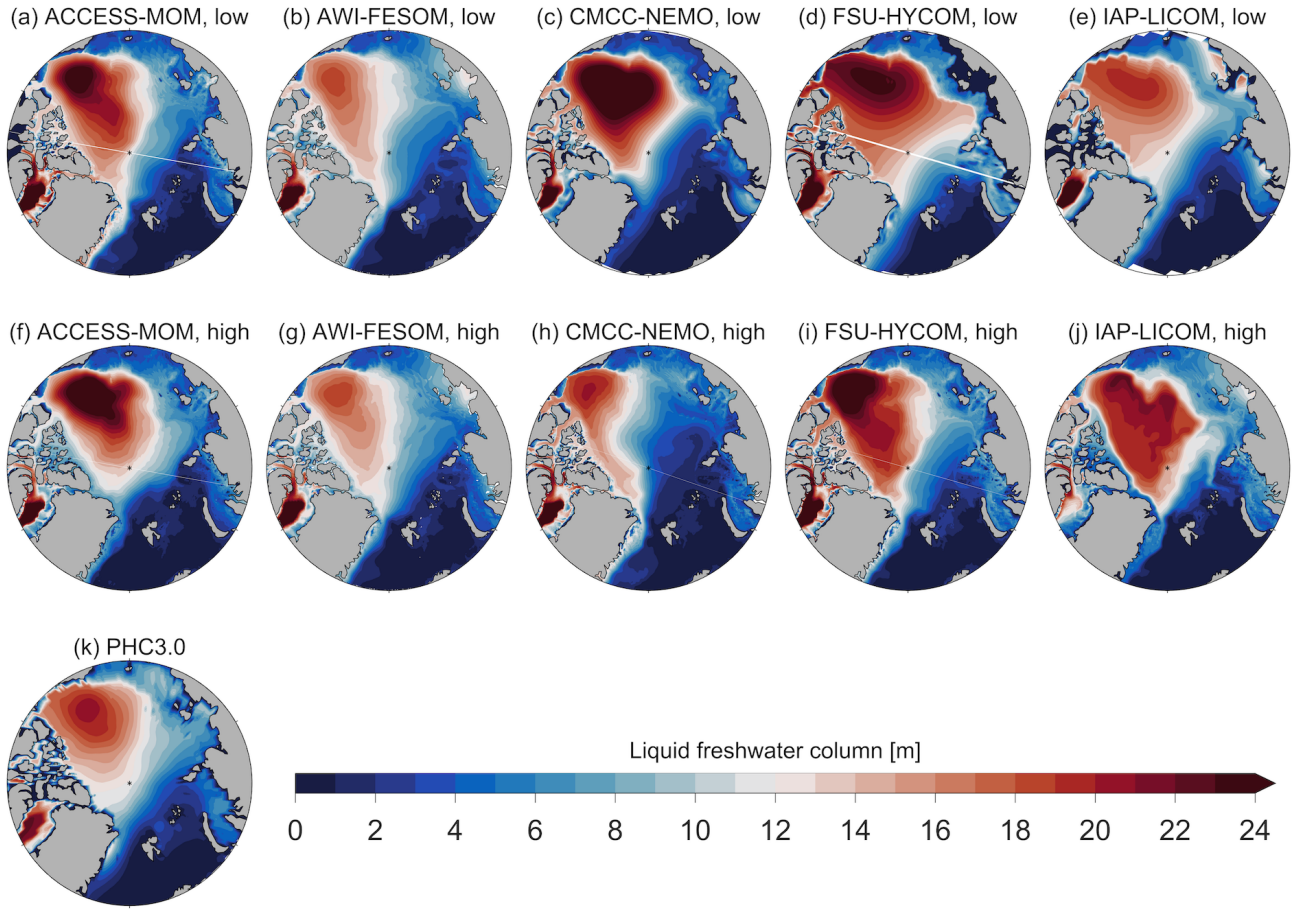 (a) ACCESS-MOM, low
(b) AWI-FESOM, low
(c) CMCC-NEMO, low
(d) FSU-HYCOM, low
(e) IAP-LICOM, low
(f) ACCESS-MOM, high
(g) AWI-FESOM, high
(h) CMCC-NEMO, high
(i) FSU-HYCOM, high
(j) IAP-LICOM, high
(k) PHC3.0
Liquid freshwater column [m]
0 2 4 6 8 10 12 14 16 18 20 22 24